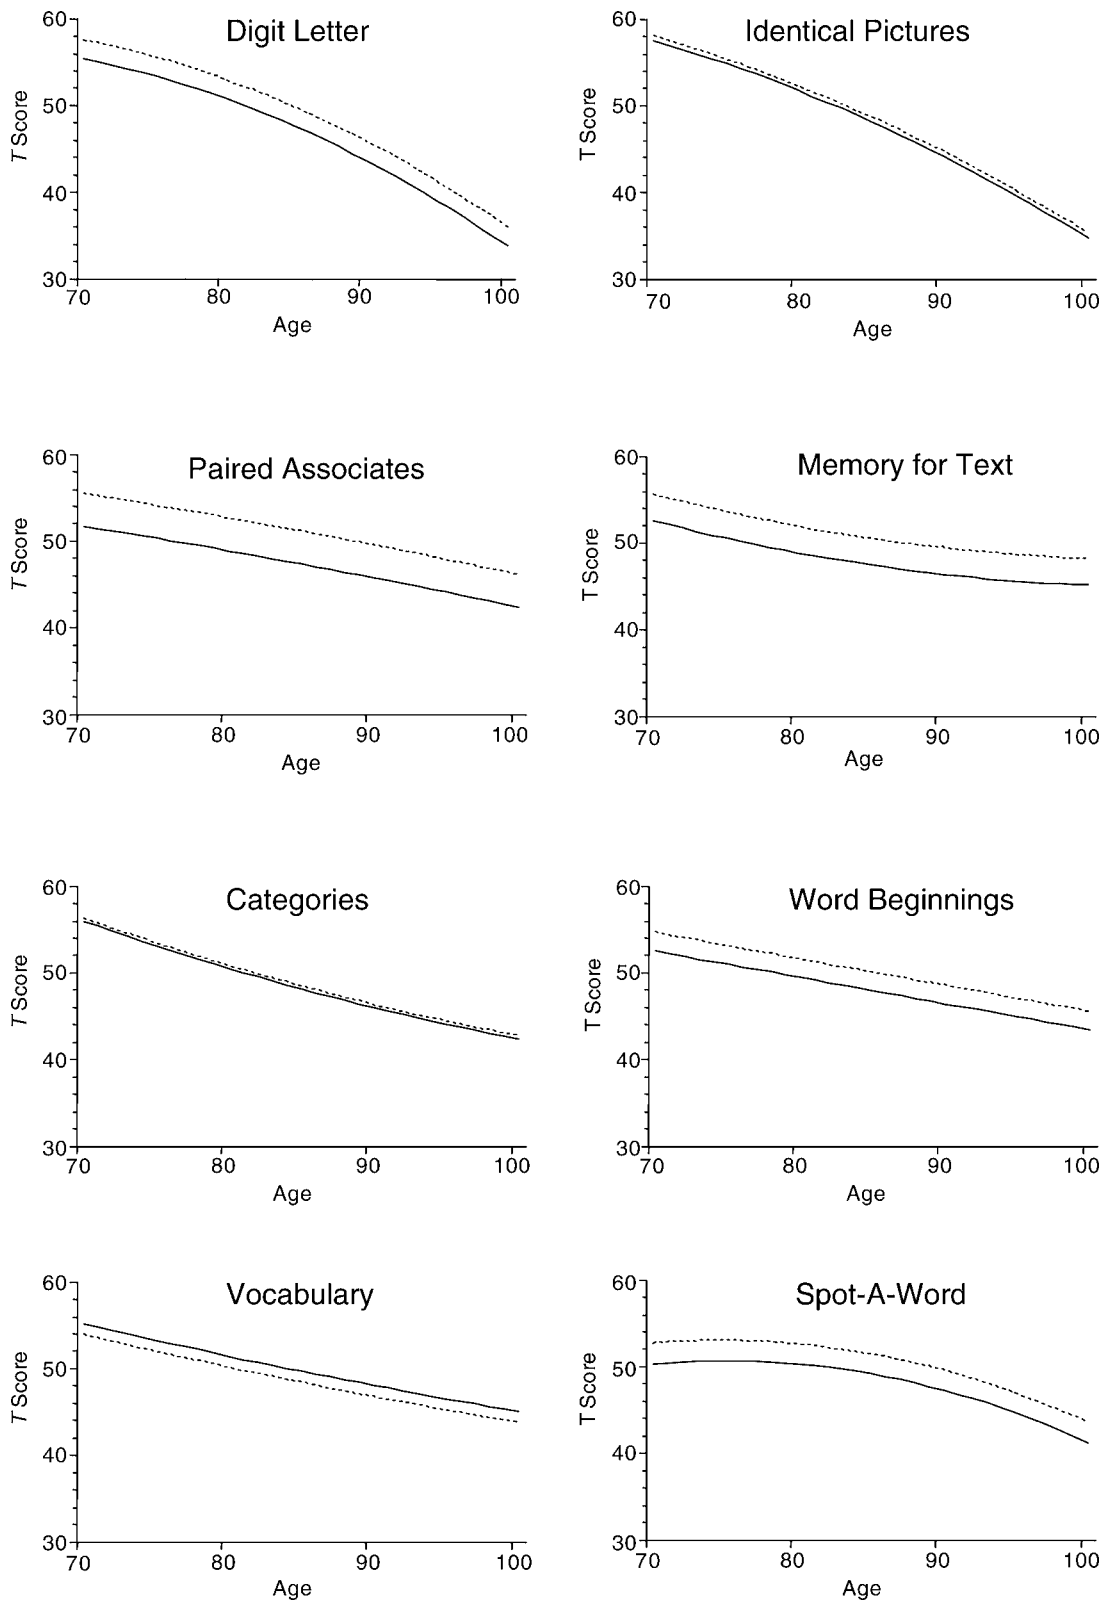 Digit Letter
60
50
40
30
T Score
70 80 90 100
Age
Identical Pictures
60
50
40
30
T Score
70 80 90 100
Age
Paired Associates
60
50
40
30
T Score
70 80 90 100
Age
Memory for Text
60
50
40
30
T Score
70 80 90 100
Age
Categories
60
50
40
30
T Score
70 80 90 100
Age
Word Beginnings
60
50
40
30
T Score
70 80 90 100
Age
Vocabulary
60
50
40
30
T Score
70 80 90 100
Age
Spot-A-Word
60
50
40
30
T Score
70 80 90 100
Age